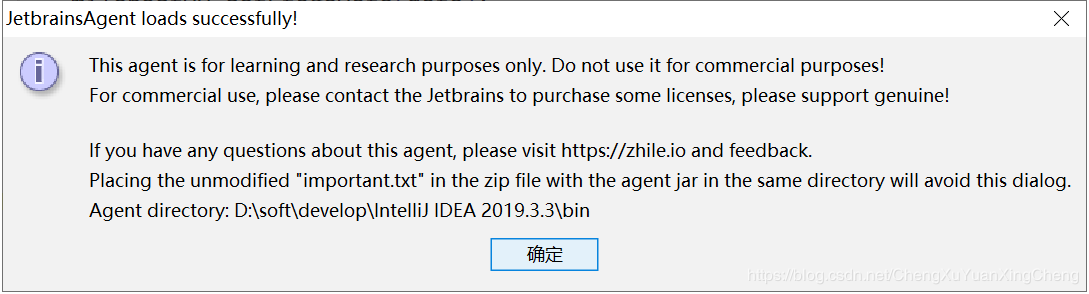 JetbrainsAgent loads successfully!
This agent is for learning and research purposes only. Do not use it for commercial purposes!
For commercial use, please contact the Jetbrains to purchase some licenses, please support genuine!
If you have any questions about this agent, please visit https://zhile.io and feedback.
Placing the unmodified "important.txt" in the zip file with the agent jar in the same directory will avoid this dialog.
Agent directory: D:\soft\develop\IntelliJ IDEA 2019.3.3\bin
确定
https://blog.csdn.net/ChengXuYuanXingCheng